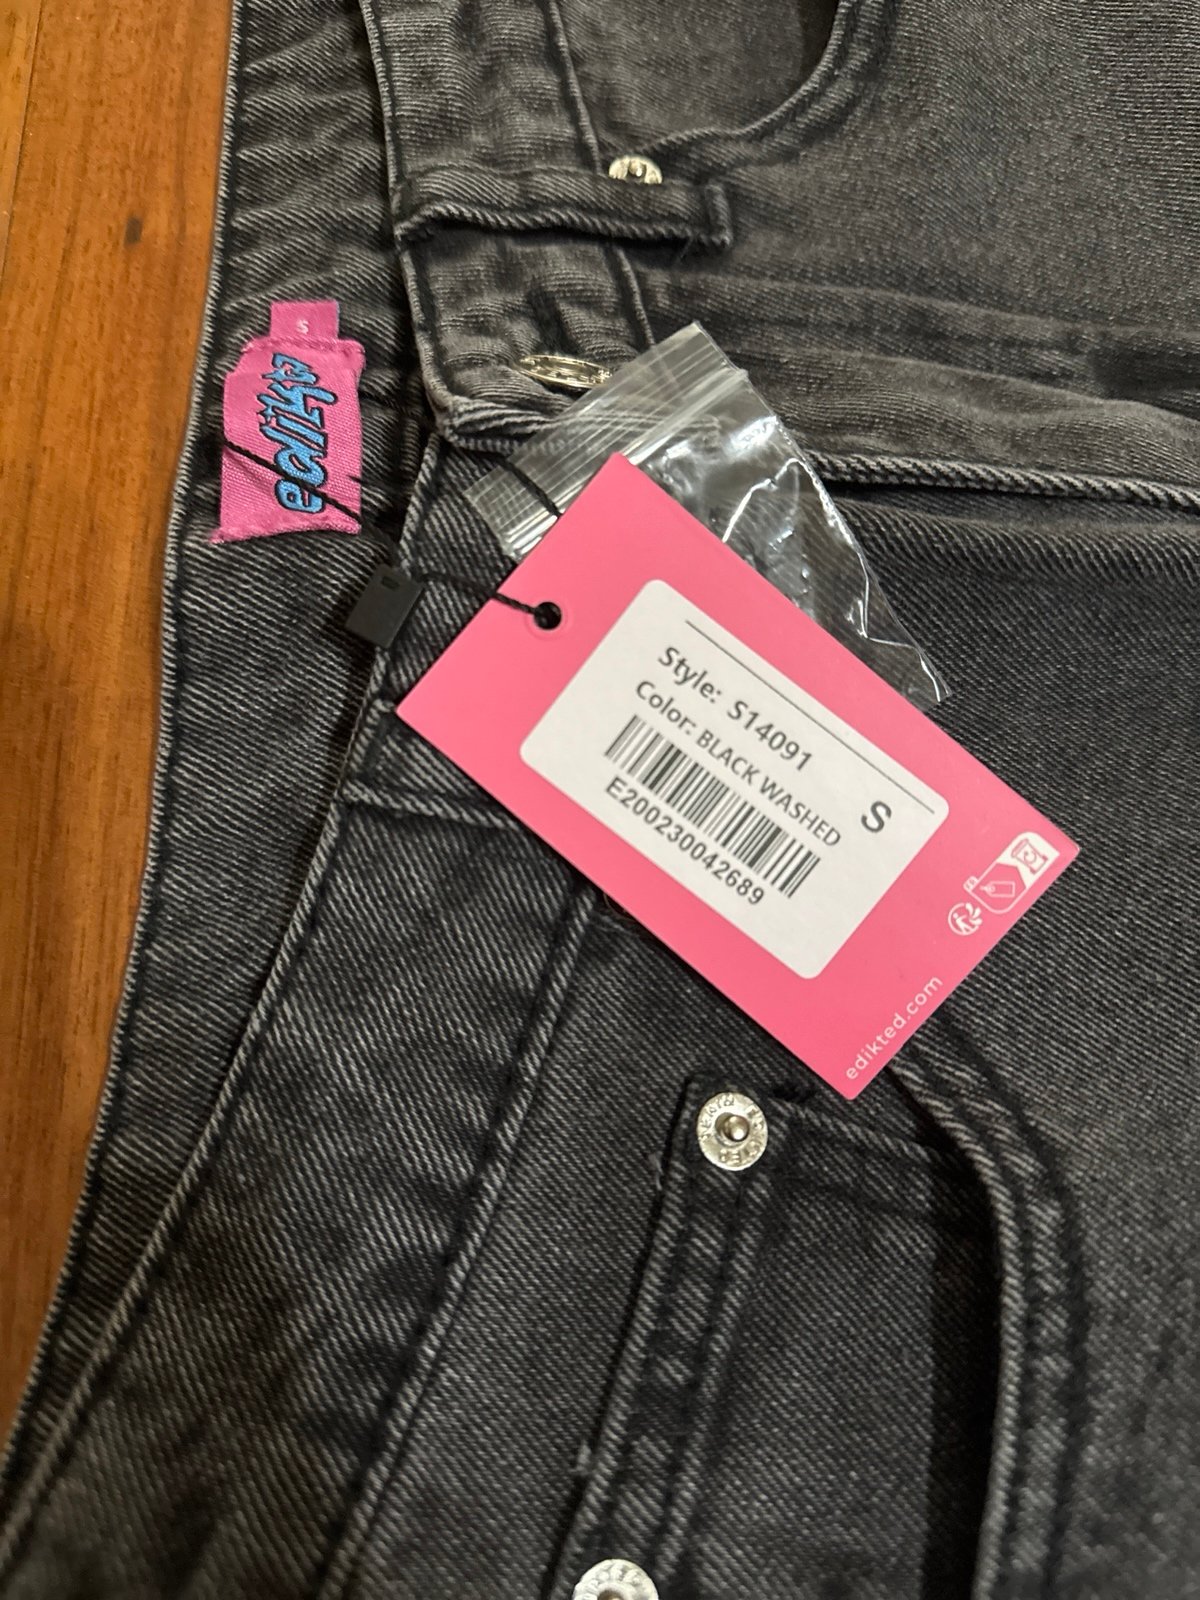 S
edikted
Style: S14091
Color: BLACK WASHED
S
E200230042689
edikted.com